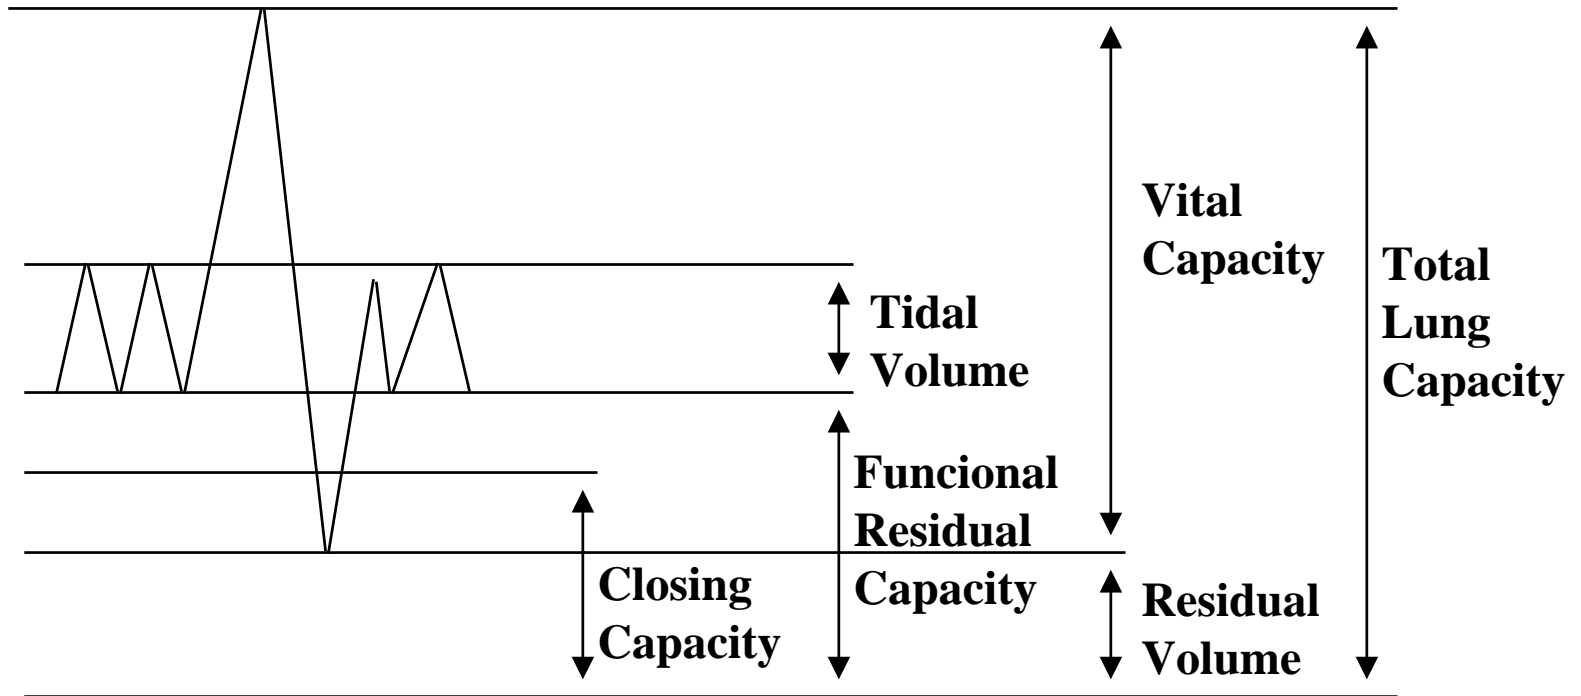 Vital
Capacity
Total
Lung
Capacity
Tidal
Volume
Funcional
Residual
Capacity
Closing
Capacity
Residual
Volume